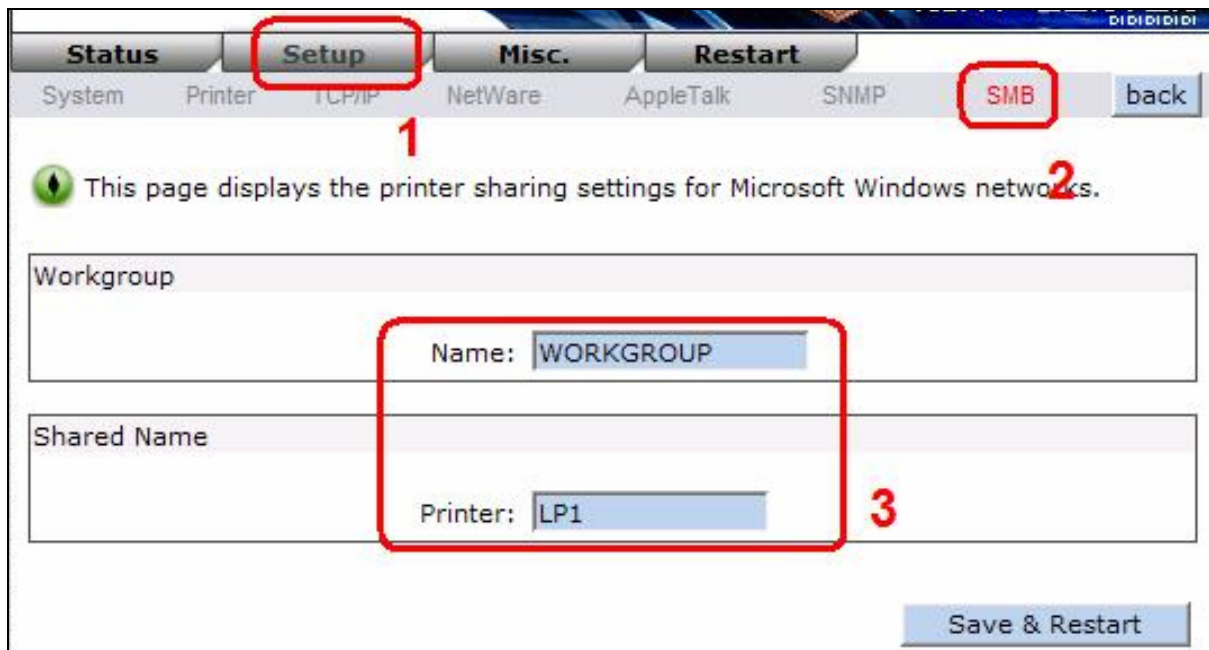 DIDIDIDIDI
Status Setup Misc. Restart
System Printer TCP/IP NetWare AppleTalk SNMP SMB back
1
2
This page displays the printer sharing settings for Microsoft Windows networks.
Workgroup
Name: WORKGROUP
Shared Name
Printer: LP1
3
Save & Restart